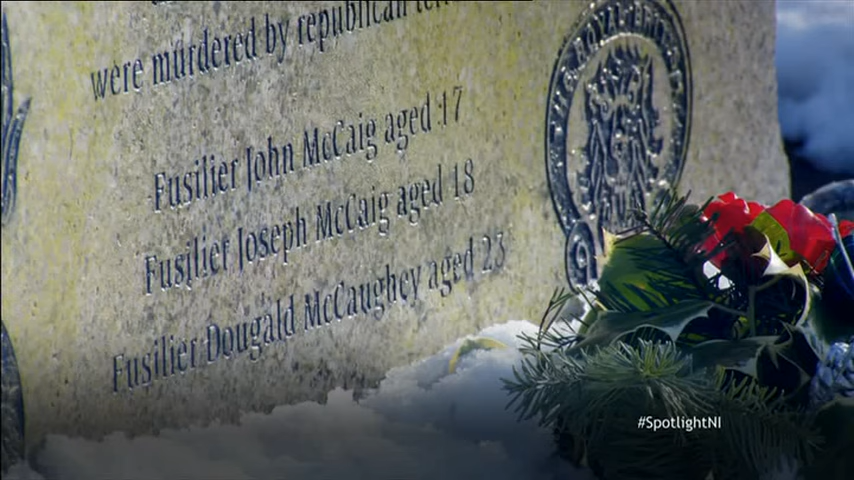 were murdered by republican
Fusilier John McCaig aged 17
Fusilier Joseph McCaig aged 18
Fusilier Dougald McCaughey aged 23
#SpotlightNI